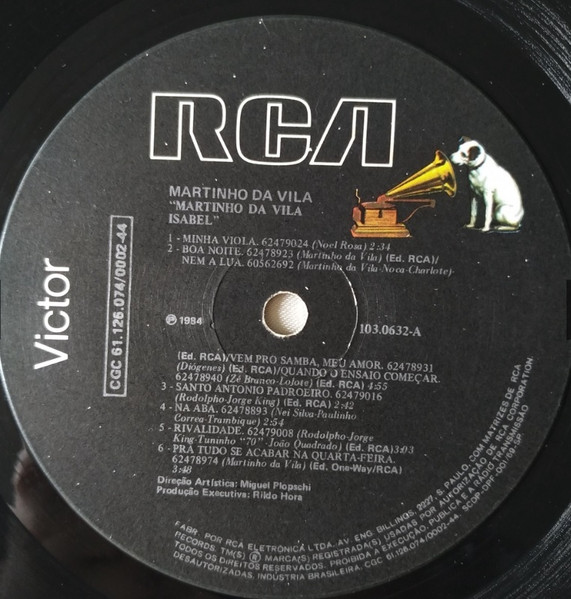 RCA
Victor
CGC 61.126.074/0002-44
MARTINHO DA VILA
"MARTINHO DA VILA
ISABEL"
1 - MINHA VIOLA. 62479024 (Noel Rosa) 2:34
2 - BOA NOITE. 62478923 (Martinho da Vila) (Ed. RCA)/
NEM A LUA. 60562692 (Martinho da Vila-Noca-Charlote)-
℗ 1984
103.0632-A
(Ed. RCA)/VEM PRO SAMBA, MEU AMOR. 62478931
(Diógenes) (Ed. RCA)/QUANDO O ENSAIO COMEÇAR.
62478940 (Zé Branco-Lolote) (Ed. RCA) 4:55
3 - SANTO ANTONIO PADROEIRO. 62479016
(Rodolpho-Jorge King) (Ed. RCA) 2:42
4 - NA ABA. 62478893 (Nei Silva-Paulinho
Correa-Trambique) 2:54
5 - RIVALIDADE. 62479008 (Rodolpho-Jorge
King-Tuninho "70"-João Quadrado) (Ed. RCA) 3:03
6 - PRÁ TUDO SE ACABAR NA QUARTA-FEIRA.
62478974 (Martinho da Vila) (Ed. One-Way/RCA)
3:48
Direção Artística: Miguel Plopschi
Produção Executiva: Rildo Hora
FABR. POR RCA ELETRÔNICA LTDA. AV. ENG. BILLINGS, 2227, S. PAULO, COM MATRIZES DE RCA
RECORDS. TM(S) ® MARCA(S) REGISTRADA(S) USADAS POR AUTORIZAÇÃO DE RCA CORPORATION.
TODOS OS DIREITOS RESERVADOS. PROIBIDA A EXECUÇÃO, PÚBLICA E A RÁDIO TRANSMISSÃO
DESAUTORIZADAS. INDÚSTRIA BRASILEIRA. CGC 61.126.074/0002-44.